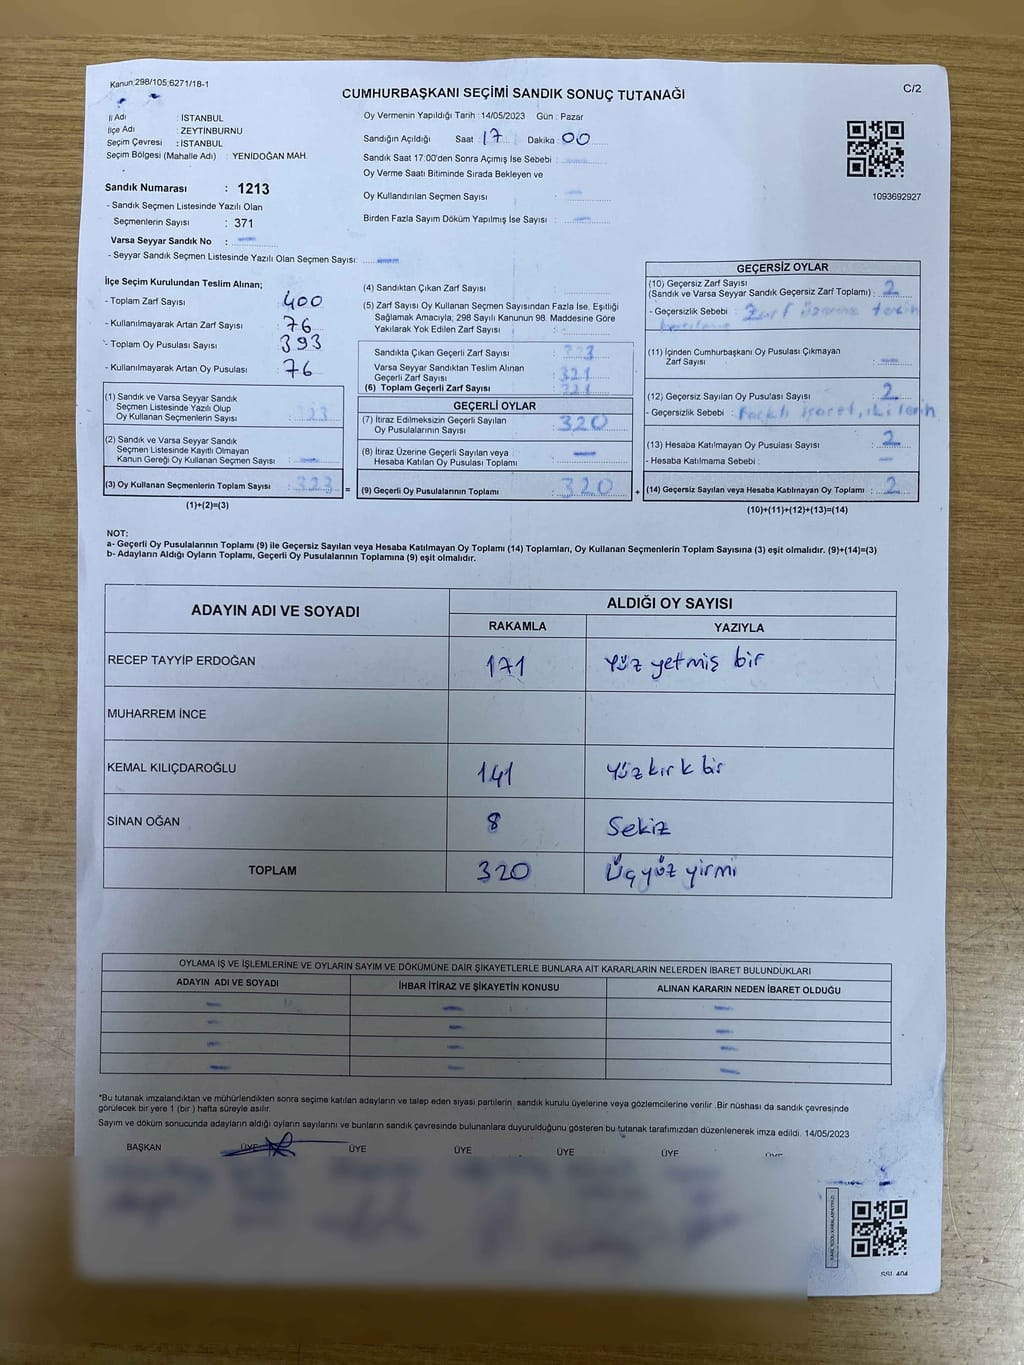 Kanun:298/105,6271/18-1
C/2
CUMHURBAŞKANI SEÇİMİ SANDIK SONUÇ TUTANAĞI
İl Adı : İSTANBUL
İlçe Adı : ZEYTİNBURNU
Seçim Çevresi : İSTANBUL
Seçim Bölgesi (Mahalle Adı) : YENİDOĞAN MAH.
Sandık Numarası : 1213
- Sandık Seçmen Listesinde Yazılı Olan
Seçmenlerin Sayısı : 371
Varsa Seyyar Sandık No : —
- Seyyar Sandık Seçmen Listesinde Yazılı Olan Seçmen Sayısı: —
Oy Vermenin Yapıldığı Tarih :14/05/2023 Gün : Pazar
Sandığın Açıldığı Saat :17 Dakika :00
Sandık Saat 17:00'den Sonra Açımış İse Sebebi : —
Oy Verme Saati Bitiminde Sırada Bekleyen ve
Oy Kullandırılan Seçmen Sayısı : —
Birden Fazla Sayım Döküm Yapılmış İse Sayısı : —
1093692927
İlçe Seçim Kurulundan Teslim Alınan;
- Toplam Zarf Sayısı : 400
- Kullanılmayarak Artan Zarf Sayısı : 76
- Toplam Oy Pusulası Sayısı : 393
- Kullanılmayarak Artan Oy Pusulası : 76
(1) Sandık ve Varsa Seyyar Sandık
Seçmen Listesinde Yazılı Olup
Oy Kullanan Seçmenlerin Sayısı : 323
(2) Sandık ve Varsa Seyyar Sandık
Seçmen Listesinde Kayıtlı Olmayan
Kanun Gereği Oy Kullanan Seçmen Sayısı : —
(3) Oy Kullanan Seçmenlerin Toplam Sayısı : 323 =
(1)+(2)=(3)
(4) Sandıktan Çıkan Zarf Sayısı :
(5) Zarf Sayısı Oy Kullanan Seçmen Sayısından Fazla İse, Eşitliği
Sağlamak Amacıyla; 298 Sayılı Kanunun 98. Maddesine Göre
Yakılarak Yok Edilen Zarf Sayısı : —
Sandıkta Çıkan Geçerli Zarf Sayısı :
Varsa Seyyar Sandıktan Teslim Alınan
Geçerli Zarf Sayısı : 321
(6) Toplam Geçerli Zarf Sayısı : 321
GEÇERLİ OYLAR
(7) İtiraz Edilmeksizin Geçerli Sayılan
Oy Pusulalarının Sayısı : 320
(8) İtiraz Üzerine Geçerli Sayılan veya
Hesaba Katılan Oy Pusulası Toplamı : —
(9) Geçerli Oy Pusulalarının Toplamı : 320 +
GEÇERSİZ OYLAR
(10) Geçersiz Zarf Sayısı
(Sandık ve Varsa Seyyar Sandık Geçersiz Zarf Toplamı) : 2
- Geçersizlik Sebebi : Zarf üzerine tercih
(11) İçinden Cumhurbaşkanı Oy Pusulası Çıkmayan
Zarf Sayısı : —
(12) Geçersiz Sayılan Oy Pusulası Sayısı : 2
- Geçersizlik Sebebi : işaret, iki
(13) Hesaba Katılmayan Oy Pusulası Sayısı : 2
- Hesaba Katılmama Sebebi : —
(14) Geçersiz Sayılan veya Hesaba Katılmayan Oy Toplamı : 2
(10)+(11)+(12)+(13)=(14)
NOT:
a- Geçerli Oy Pusulalarının Toplamı (9) ile Geçersiz Sayılan veya Hesaba Katılmayan Oy Toplamı (14) Toplamları, Oy Kullanan Seçmenlerin Toplam Sayısına (3) eşit olmalıdır. (9)+(14)=(3)
b- Adayların Aldığı Oyların Toplamı, Geçerli Oy Pusulalarının Toplamına (9) eşit olmalıdır.
ADAYIN ADI VE SOYADI
ALDIĞI OY SAYISI
RAKAMLA YAZIYLA
RECEP TAYYİP ERDOĞAN 171 Yüz yetmiş bir
MUHARREM İNCE
KEMAL KILIÇDAROĞLU 141 Yüz kırk bir
SİNAN OĞAN 8 Sekiz
TOPLAM 320 Üç yüz yirmi
OYLAMA İŞ VE İŞLEMLERİNE VE OYLARIN SAYIM VE DÖKÜMÜNE DAİR ŞİKAYETLERLE BUNLARA AİT KARARLARIN NELERDEN İBARET BULUNDUKLARI
ADAYIN ADI VE SOYADI İHBAR İTİRAZ VE ŞİKAYETİN KONUSU ALINAN KARARIN NEDEN İBARET OLDUĞU
— — —
— — —
— — —
— — —
*Bu tutanak imzalandıktan ve mühürlendikten sonra seçime katılan adayların ve talep eden siyasi partilerin sandık kurulu üyelerine veya gözlemcilerine verilir .Bir nüshası da sandık çevresinde
görülecek bir yere 1 (bir ) hafta süreyle asılır.
Sayım ve döküm sonucunda adayların aldığı oyların sayılarını ve bunların sandık çevresinde bulunanlara duyurulduğunu gösteren bu tutanak tarafımızdan düzenlenerek imza edildi. 14/05/2023
BAŞKAN ÜYE ÜYE ÜYE ÜYE ÜYE ÜYE